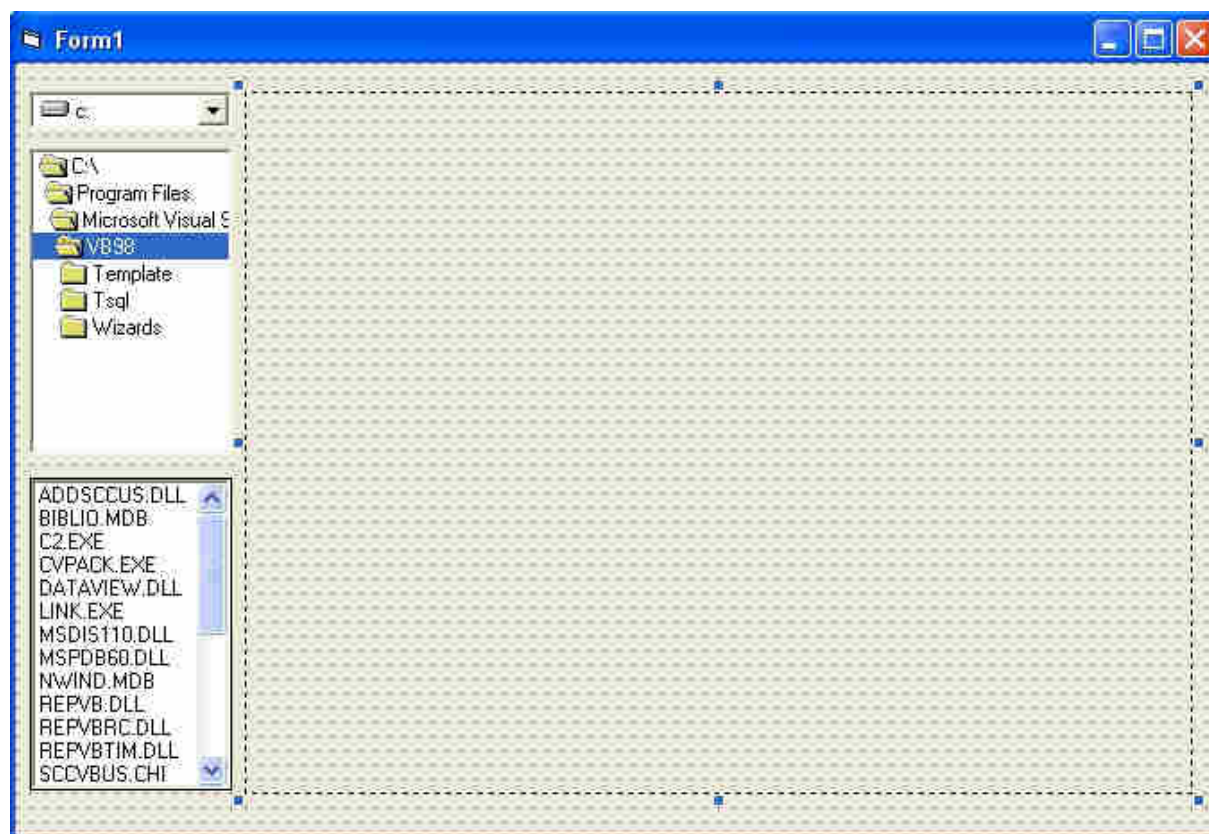 Form1
c:
C:\
Program Files
Microsoft Visual S
VB98
Template
Tsql
Wizards
ADDSCCUS.DLL
BIBLIO.MDB
C2.EXE
CVPACK.EXE
DATAVIEW.DLL
LINK.EXE
MSDIS110.DLL
MSPDB60.DLL
NWIND.MDB
REPVB.DLL
REPVBRC.DLL
REPVBTIM.DLL
SCCVBUS.CHI